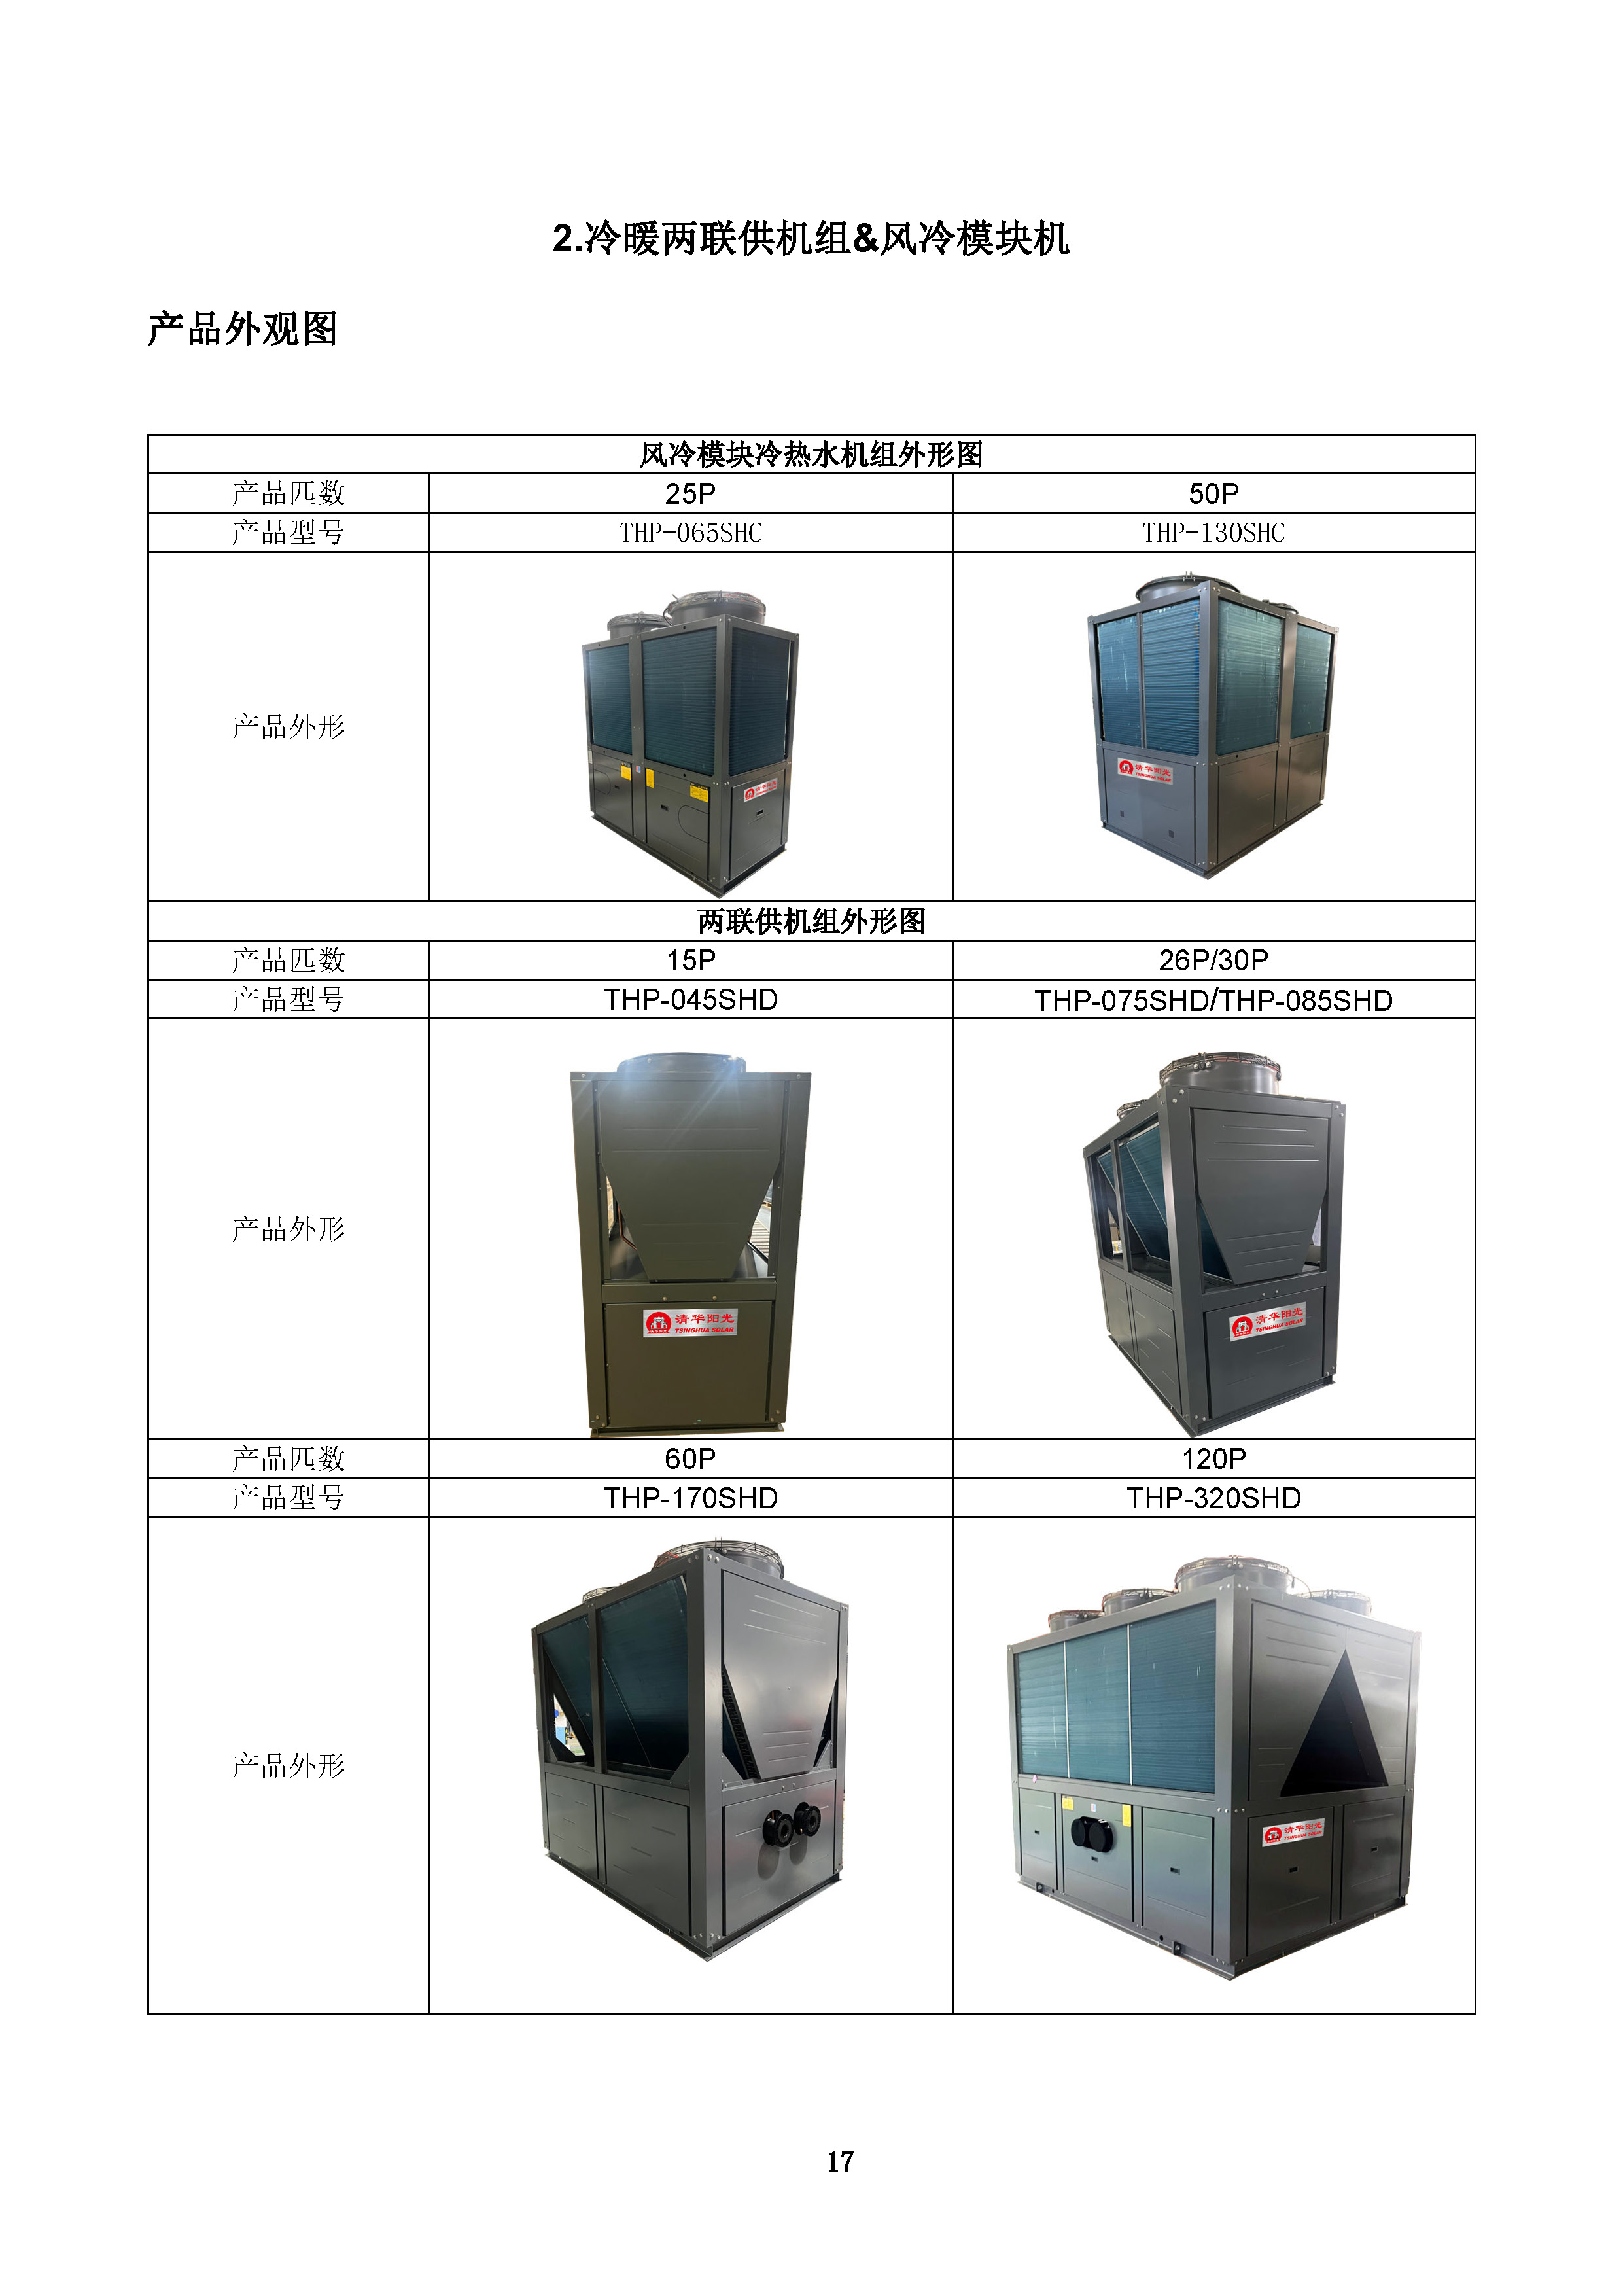 2.冷暖两联供机组&风冷模块机
产品外观图
风冷模块冷热水机组外形图
产品匹数 25P 50P
产品型号 THP-065SHC THP-130SHC
产品外形
清华阳光
TSINGHUA SOLAR
两联供机组外形图
产品匹数 15P 26P/30P
产品型号 THP-045SHD THP-075SHD/THP-085SHD
产品外形
清华阳光
TSINGHUA SOLAR
清华阳光
TSINGHUA SOLAR
产品匹数 60P 120P
产品型号 THP-170SHD THP-320SHD
产品外形
清华阳光
TSINGHUA SOLAR
17